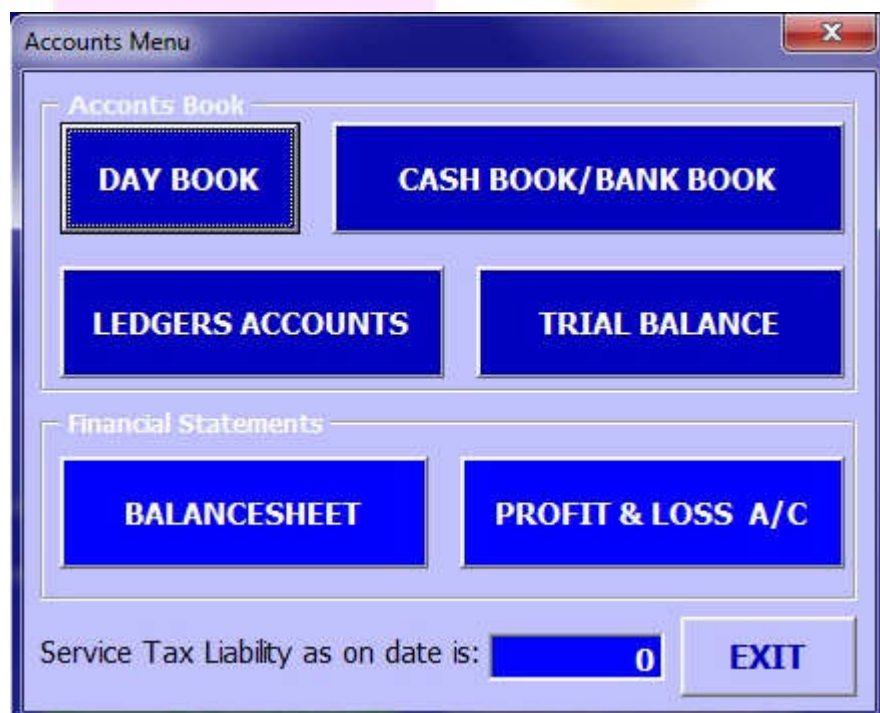 Accounts Menu
Acconts Book
DAY BOOK
CASH BOOK/BANK BOOK
LEDGERS ACCOUNTS
TRIAL BALANCE
Financial Statements
BALANCESHEET
PROFIT & LOSS A/C
Service Tax Liability as on date is: 0
EXIT